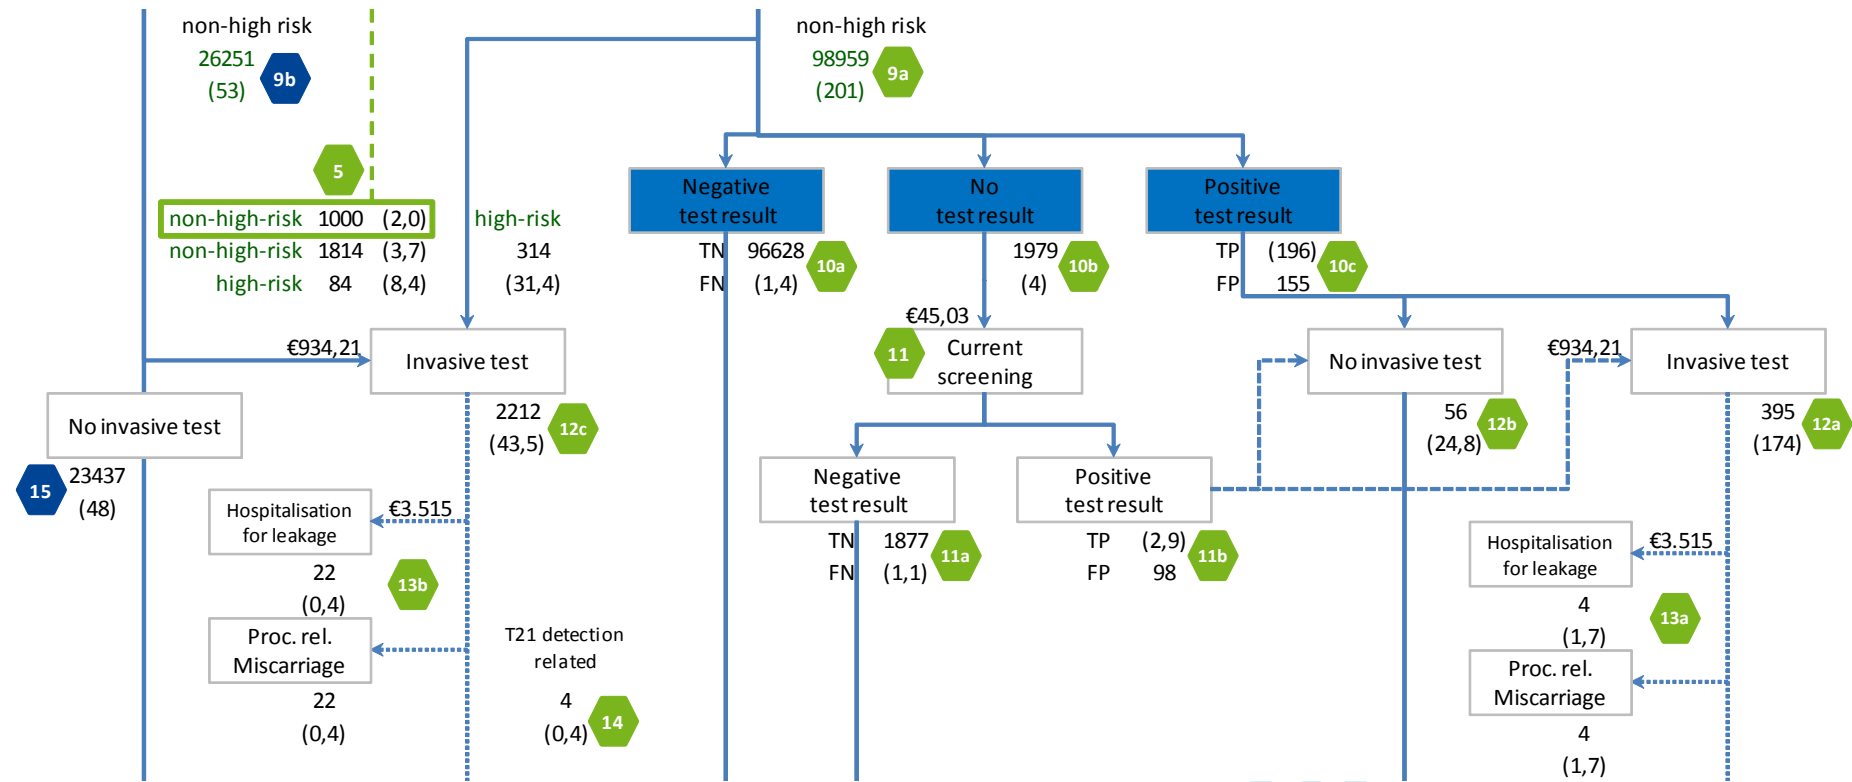 non-high risk
26251
(53)
9b
non-high risk
98959
(201)
9a
5
non-high-risk 1000 (2,0)
non-high-risk 1814 (3,7)
high-risk 84 (8,4)
high-risk
314
(31,4)
Negative
test result
TN 96628
FN (1,4)
10a
No
test result
1979
(4)
10b
Positive
test result
TP (196)
FP 155
10c
€934,21
Invasive test
2212
(43,5)
12c
€45,03
11
Current
screening
No invasive test
56
(24,8)
12b
€934,21
Invasive test
395
(174)
12a
No invasive test
15
23437
(48)
Negative
test result
TN 1877
FN (1,1)
11a
Positive
test result
TP (2,9)
FP 98
11b
Hospitalisation
for leakage
€3.515
22
(0,4)
13b
Proc. rel.
Miscarriage
22
(0,4)
T21 detection
related
4
(0,4)
14
Hospitalisation
for leakage
€3.515
4
(1,7)
13a
Proc. rel.
Miscarriage
4
(1,7)